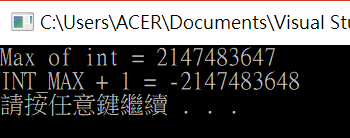 C:\Users\ACER\Documents\Visual Stu
Max of int = 2147483647
INT_MAX + 1 = -2147483648
請按任意鍵繼續 . . .